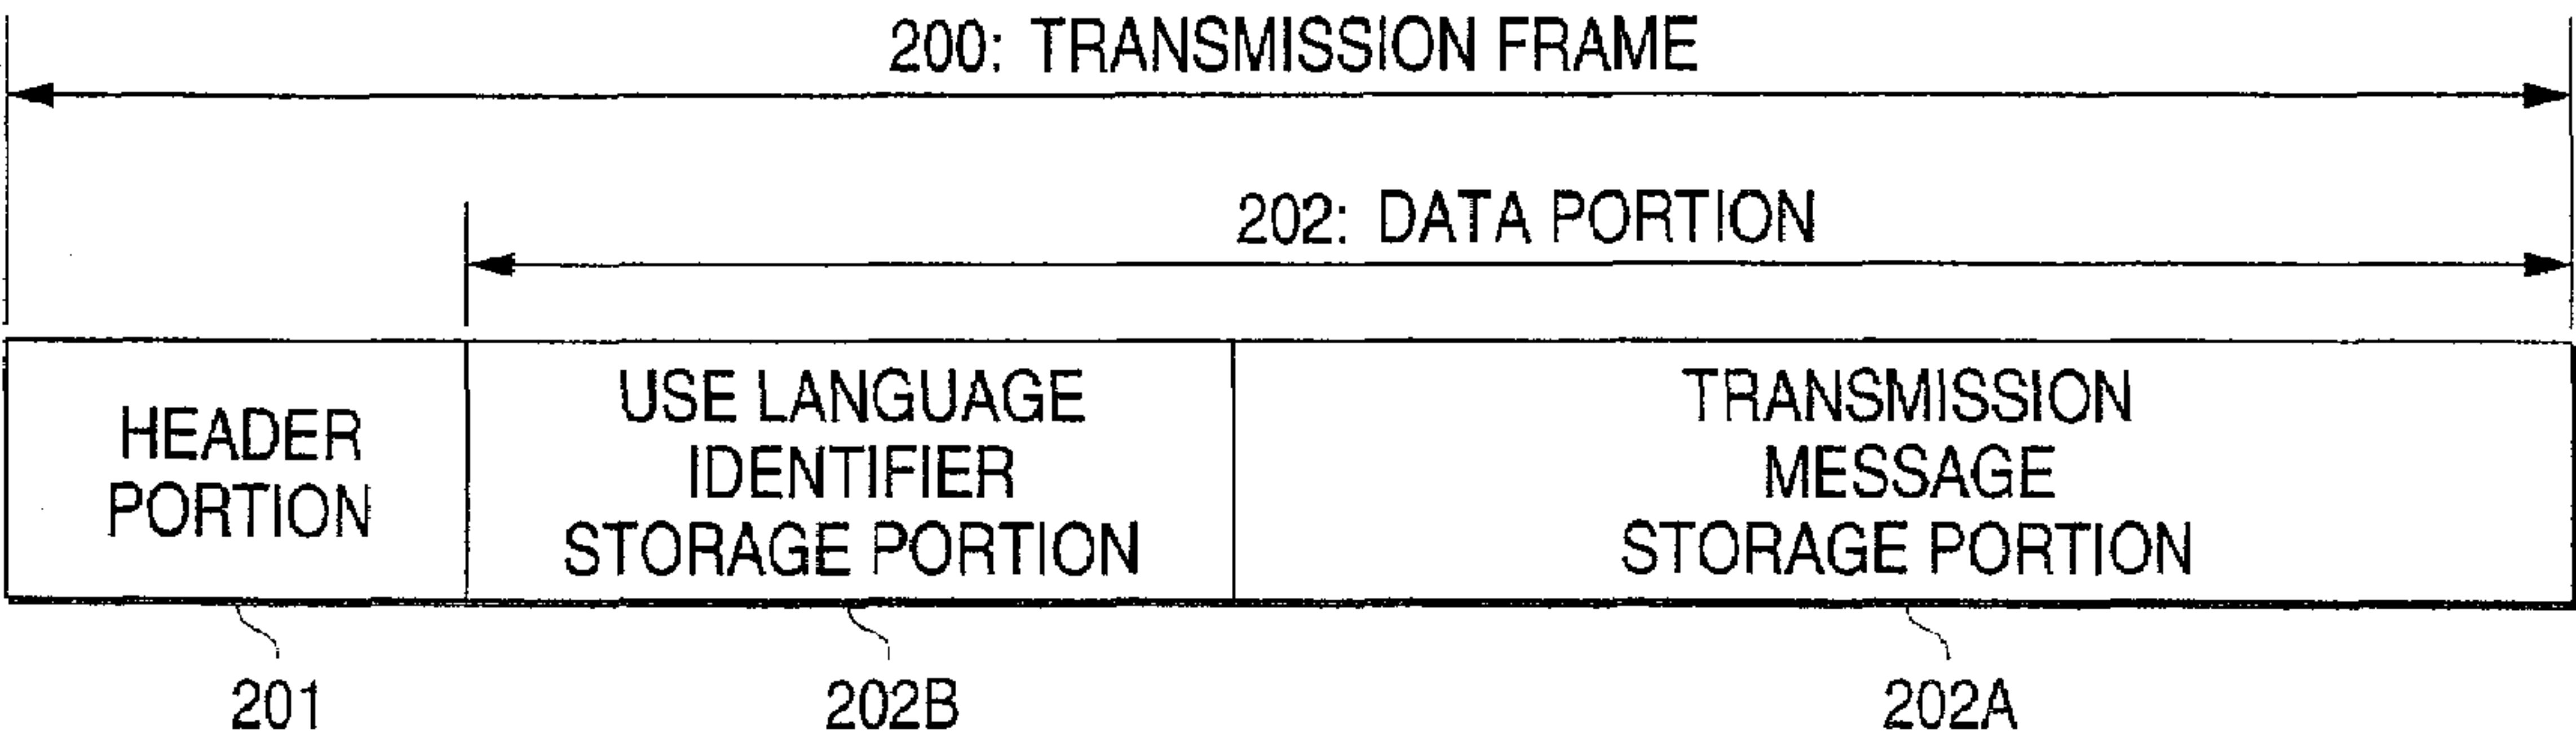 200: TRANSMISSION FRAME
202: DATA PORTION
HEADER
PORTION
USE LANGUAGE
IDENTIFIER
STORAGE PORTION
TRANSMISSION
MESSAGE
STORAGE PORTION
201
202B
202A